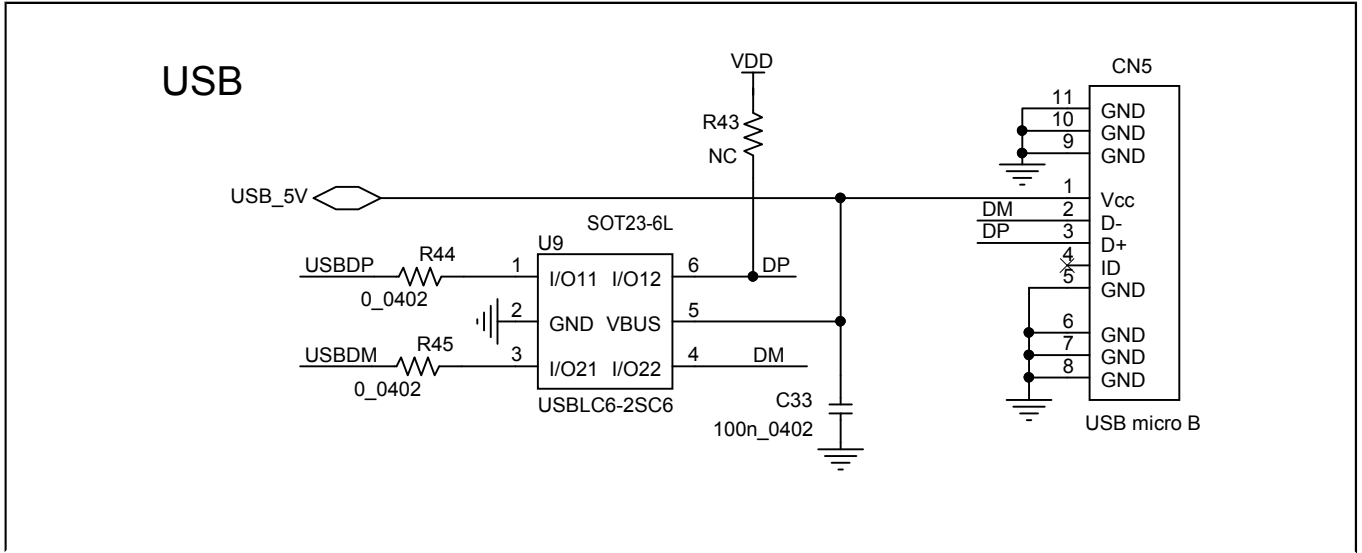 USB
VDD
R43
NC
USB_5V
SOT23-6L
U9
USBDP
R44
0_0402
1
I/O11
I/O12
6
DP
2
GND
VBUS
5
USBDM
R45
0_0402
3
I/O21
I/O22
4
DM
USBLC6-2SC6
C33
100n_0402
CN5
11
GND
10
GND
9
GND
1
Vcc
DM
2
D-
DP
3
D+
4
ID
5
GND
6
GND
7
GND
8
GND
USB micro B